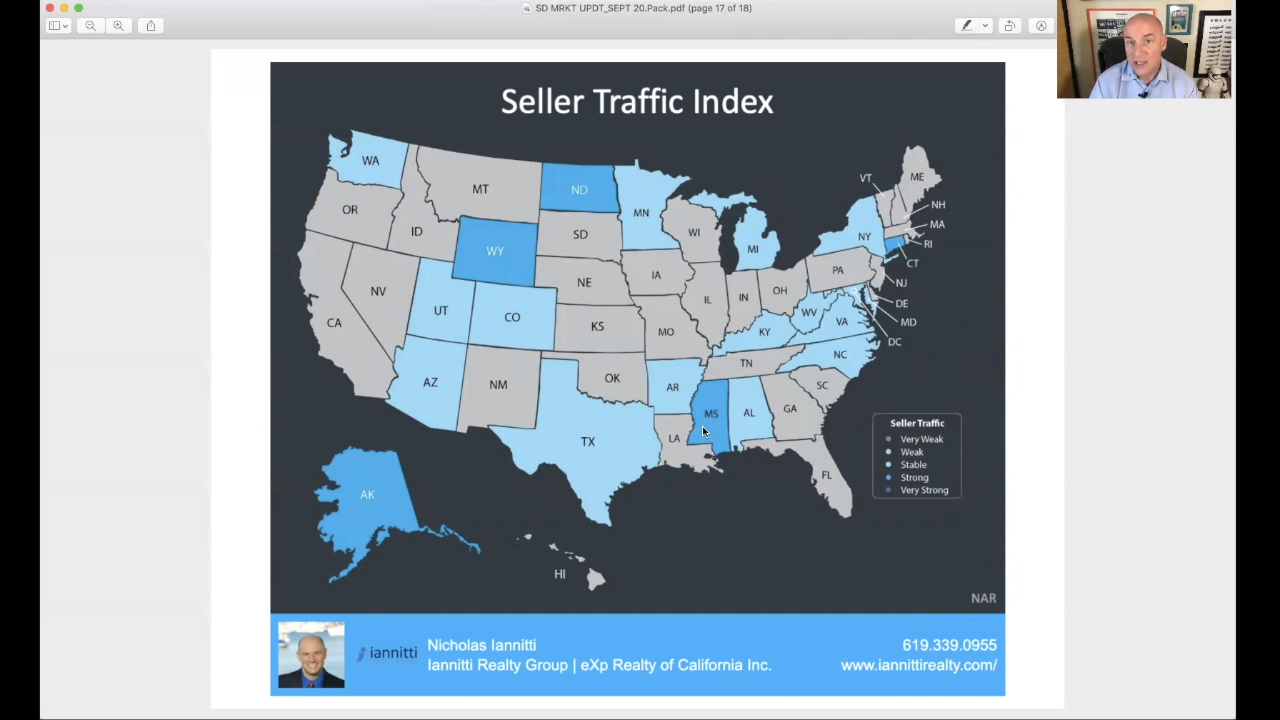 SD MRKT UPDT_SEPT 20.Pack.pdf (page 17 of 18)
Seller Traffic Index
WA
MT
ND
MN
OR
ID
WY
SD
WI
MI
NY
VT
ME
NH
MA
RI
CT
NJ
DE
MD
DC
NV
UT
CO
NE
IA
IL
IN
OH
PA
CA
KS
MO
KY
WV
VA
AZ
NM
OK
AR
TN
NC
SC
TX
LA
MS
AL
GA
FL
AK
HI
Seller Traffic
Very Weak
Weak
Stable
Strong
Very Strong
NAR
iannitti
Nicholas Iannitti
Iannitti Realty Group | eXp Realty of California Inc.
619.339.0955
www.iannittirealty.com/